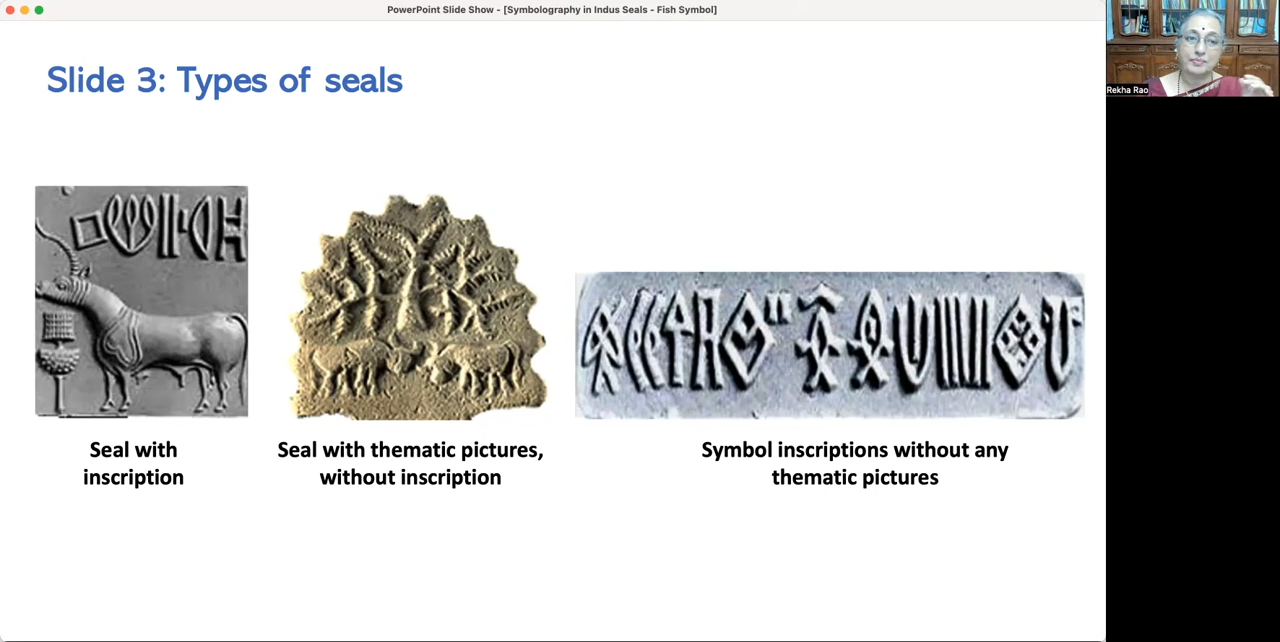 PowerPoint Slide Show - [Symbolography in Indus Seals - Fish Symbol]
Rekha Rao
Slide 3: Types of seals
Seal with
inscription
Seal with thematic pictures,
without inscription
Symbol inscriptions without any
thematic pictures